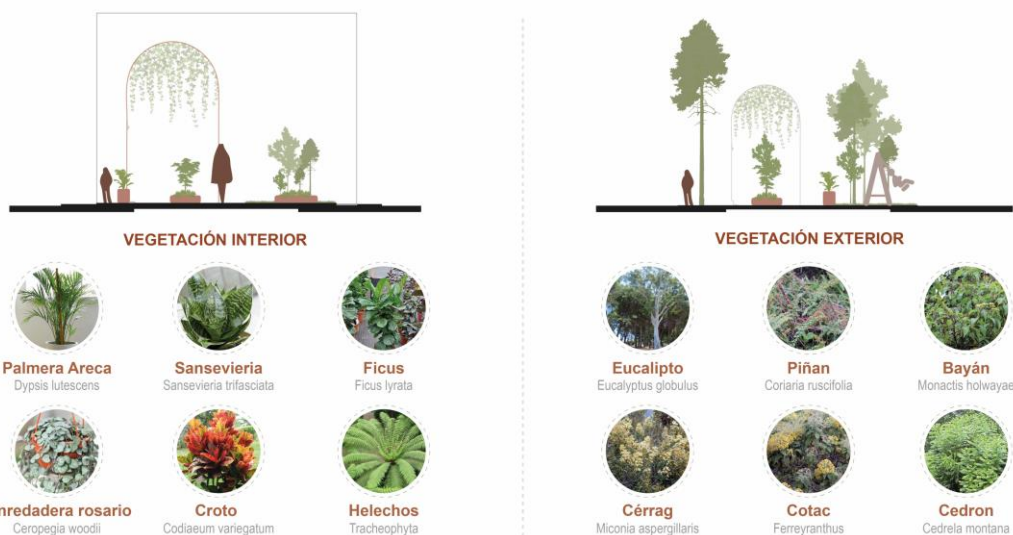 VEGETACIÓN INTERIOR
Palmera Areca
Dypsis lutescens
Sansevieria
Sansevieria trifasciata
Ficus
Ficus lyrata
nredadera rosario
Ceropegia woodii
Croto
Codiaeum variegatum
Helechos
Tracheophyta
VEGETACIÓN EXTERIOR
Eucalipto
Eucalyptus globulus
Piñan
Coriaria ruscifolia
Bayán
Monactis holwayae
Cérrag
Miconia aspergillaris
Cotac
Ferreyranthus
Cedron
Cedrela montana